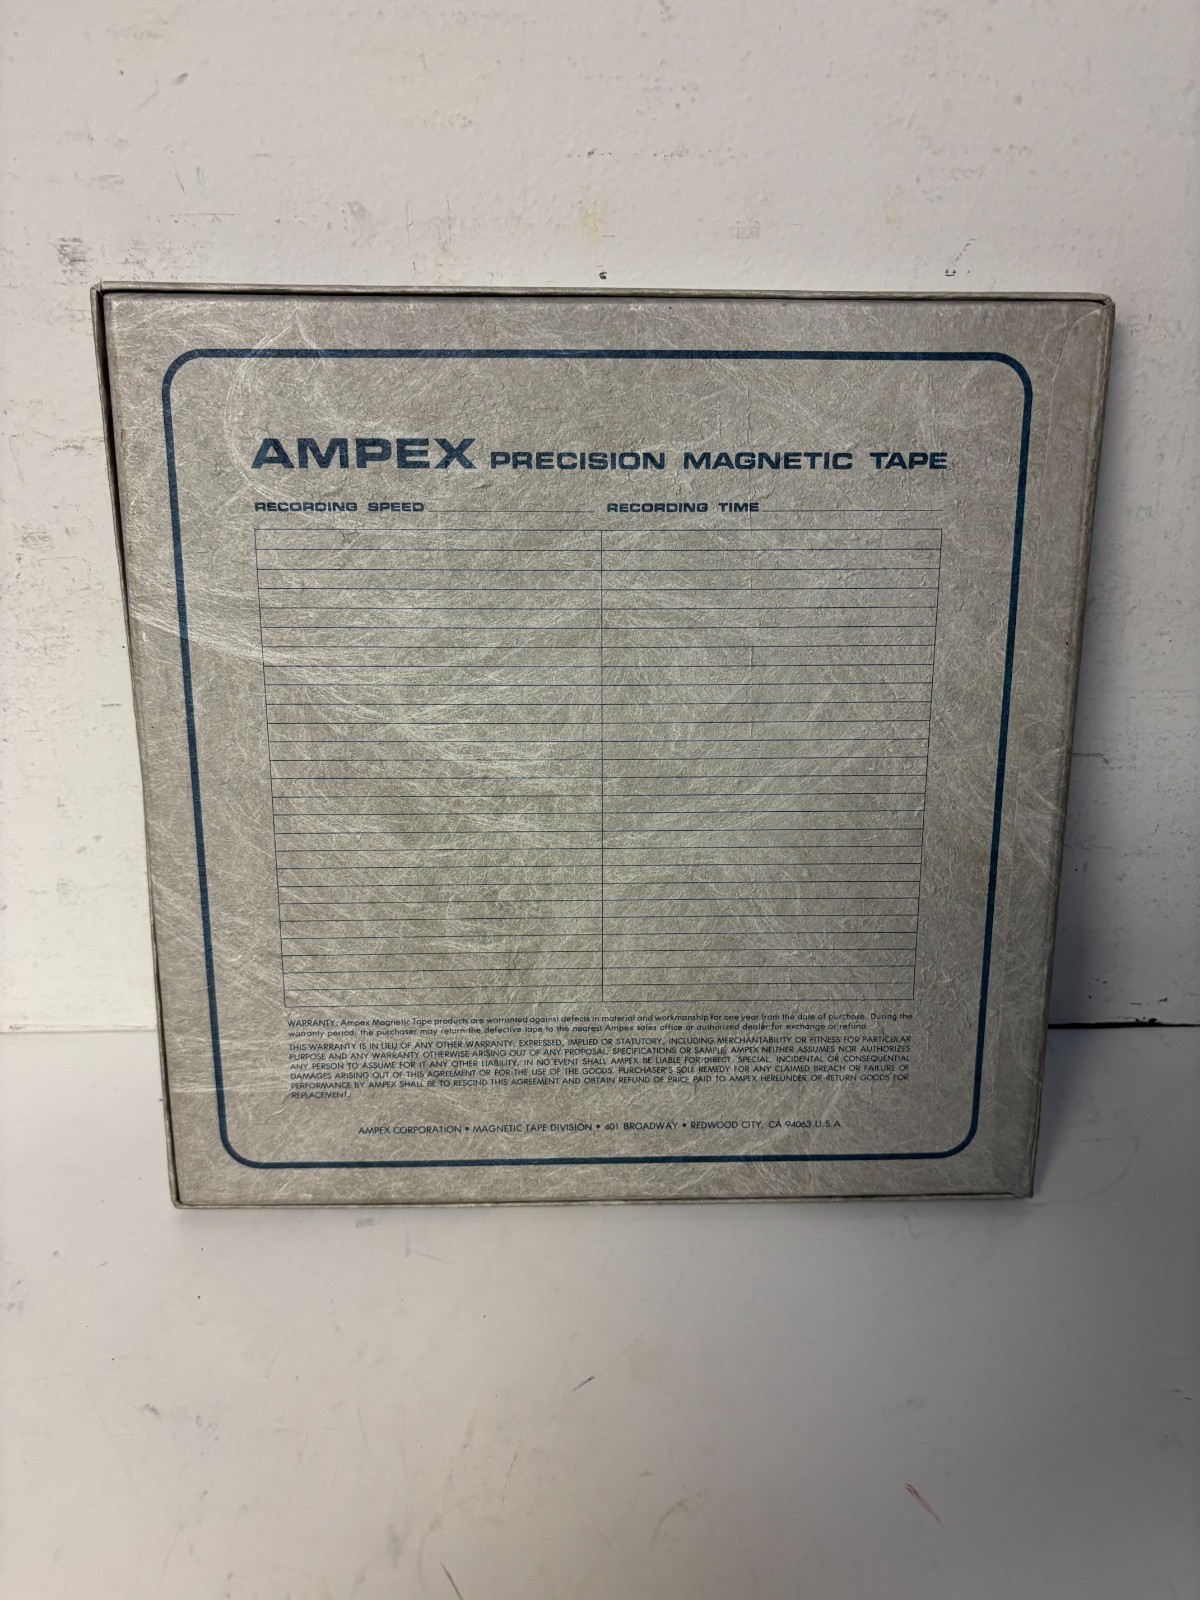 AMPEX PRECISION MAGNETIC TAPE
RECORDING SPEED RECORDING TIME
WARRANTY: Ampex Magnetic Tape products are warranted against defects in material and workmanship for one year from the date of purchase. During the
warranty period, the purchaser may return the defective tape to the nearest Ampex sales office or authorized dealer for exchange or refund.
THIS WARRANTY IS IN LIEU OF ANY OTHER WARRANTY, EXPRESSED, IMPLIED OR STATUTORY, INCLUDING MERCHANTABILITY OR FITNESS FOR PARTICULAR
PURPOSE AND ANY WARRANTY OTHERWISE ARISING OUT OF ANY PROPOSAL, SPECIFICATIONS OR SAMPLE. AMPEX NEITHER ASSUMES NOR AUTHORIZES
ANY PERSON TO ASSUME FOR IT ANY OTHER LIABILITY. IN NO EVENT SHALL AMPEX BE LIABLE FOR DIRECT, SPECIAL, INCIDENTAL OR CONSEQUENTIAL
DAMAGES ARISING OUT OF THIS AGREEMENT OR FOR THE USE OF THE GOODS. PURCHASER'S SOLE REMEDY FOR ANY CLAIMED BREACH OR FAILURE OF
PERFORMANCE BY AMPEX SHALL BE TO RESCIND THIS AGREEMENT AND OBTAIN REFUND OF PRICE PAID TO AMPEX HEREUNDER OR RETURN GOODS FOR
REPLACEMENT.
AMPEX CORPORATION • MAGNETIC TAPE DIVISION • 401 BROADWAY • REDWOOD CITY, CA 94063 U.S.A.